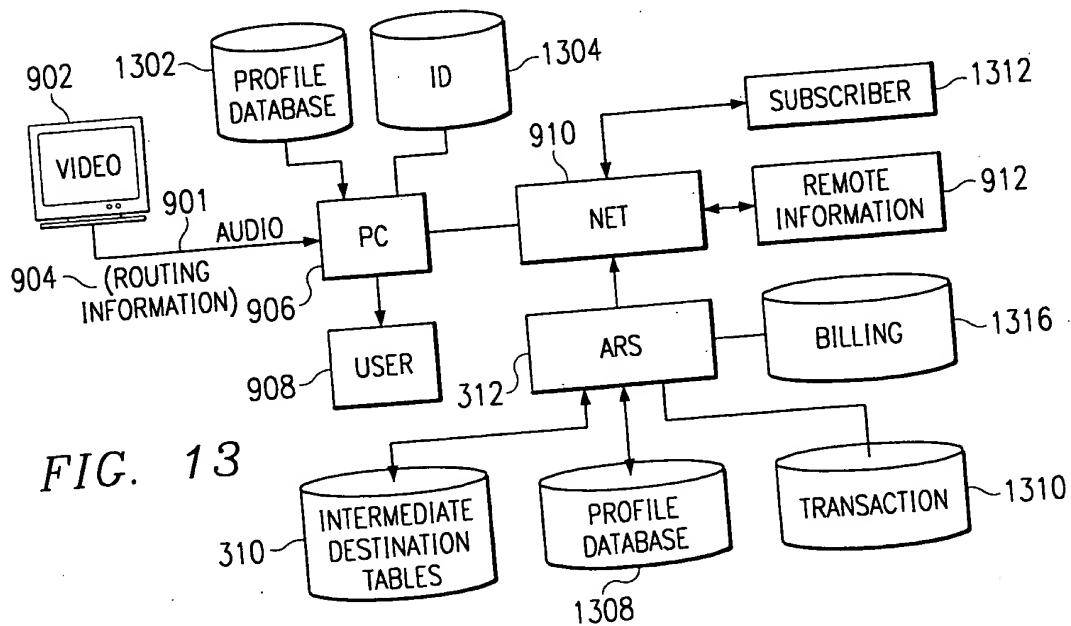 902
1302
PROFILE
DATABASE
ID
1304
SUBSCRIBER
1312
VIDEO
910
901
AUDIO
PC
NET
REMOTE
INFORMATION
912
904
(ROUTING
INFORMATION)
906
ARS
312
BILLING
1316
908
USER
FIG. 13
310
INTERMEDIATE
DESTINATION
TABLES
PROFILE
DATABASE
1308
TRANSACTION
1310